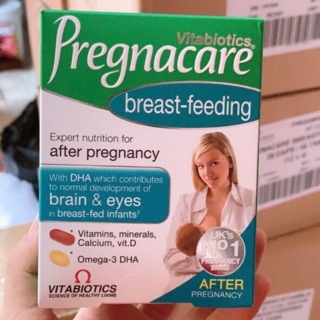 Vitabiotics
Pregnacare®
breast-feeding
Expert nutrition for
after pregnancy
With DHA which contributes
to normal development of
brain & eyes
in breast-fed infants
Vitamins, minerals,
Calcium, vit.D
Omega-3 DHA
UK's
No1
PREGNANCY
VITABIOTICS
SCIENCE OF HEALTHY LIVING
AFTER
PREGNANCY